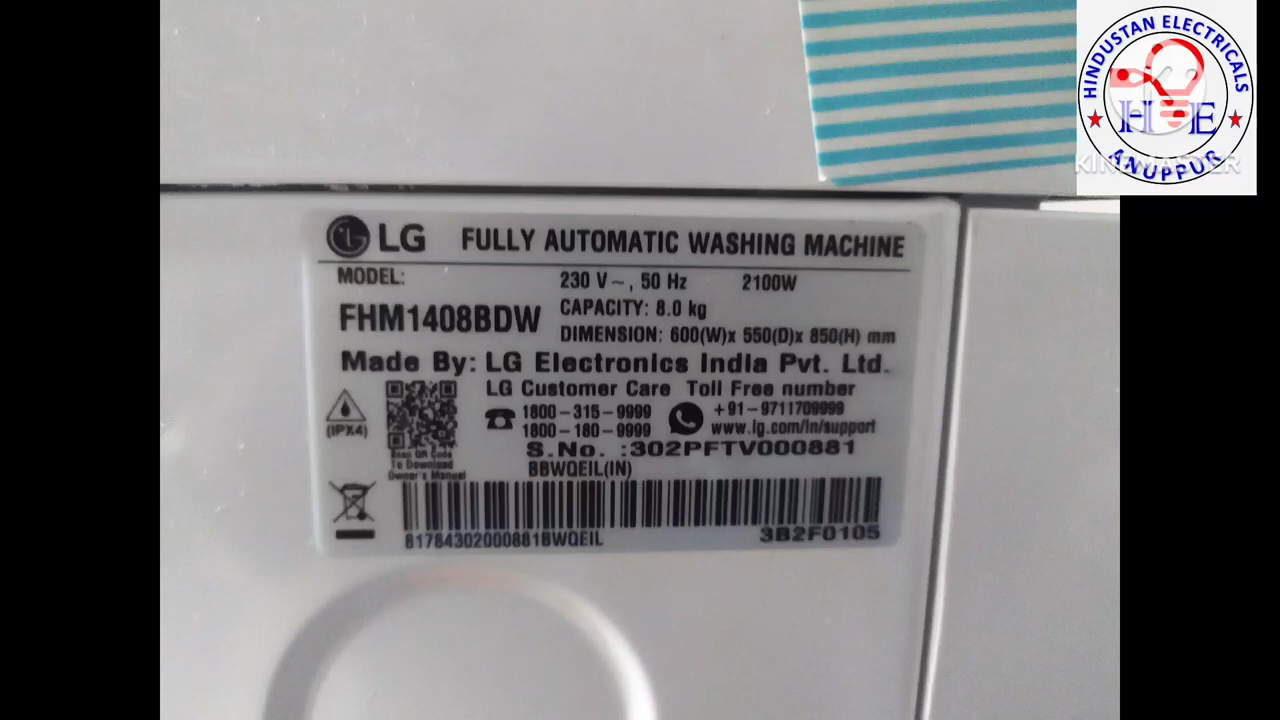 HINDUSTAN ELECTRICALS
H E
ANUPPUR
KINEMASTER
LG FULLY AUTOMATIC WASHING MACHINE
MODEL: 230 V~, 50 Hz 2100W
FHM1408BDW CAPACITY: 8.0 kg
DIMENSION: 600(W)x 550(D)x 850(H) mm
Made By: LG Electronics India Pvt. Ltd.
LG Customer Care Toll Free number
1800-315-9999 +91-9711709999
(IPX4) 1800-180-9999 www.lg.com/in/support
S.No. :302PFTV000881
Scan QR Code
To Download
Owner's Manual
BBWQEIL(IN)
817843020008818WQEIL 3B2F0105